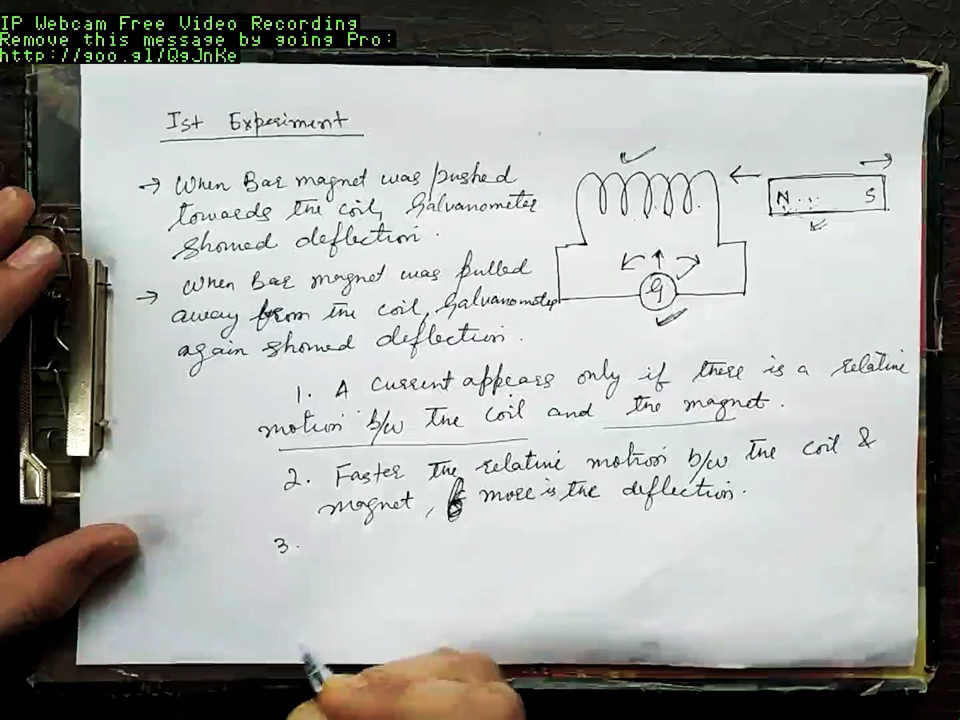 IP Webcam Free Video Recording
Remove this message by going Pro:
http://goo.gl/QgJnKe
Ist Experiment
→ When Bar magnet was pushed
towards the coil, Galvanometer
showed deflection.
→ When Bar magnet was pulled
away from the coil, Galvanometer
again showed deflection.
N S
G
1. A current appears only if there is a relative
motion b/w the coil and the magnet.
2. Faster the relative motion b/w the coil &
magnet, more is the deflection.
3.